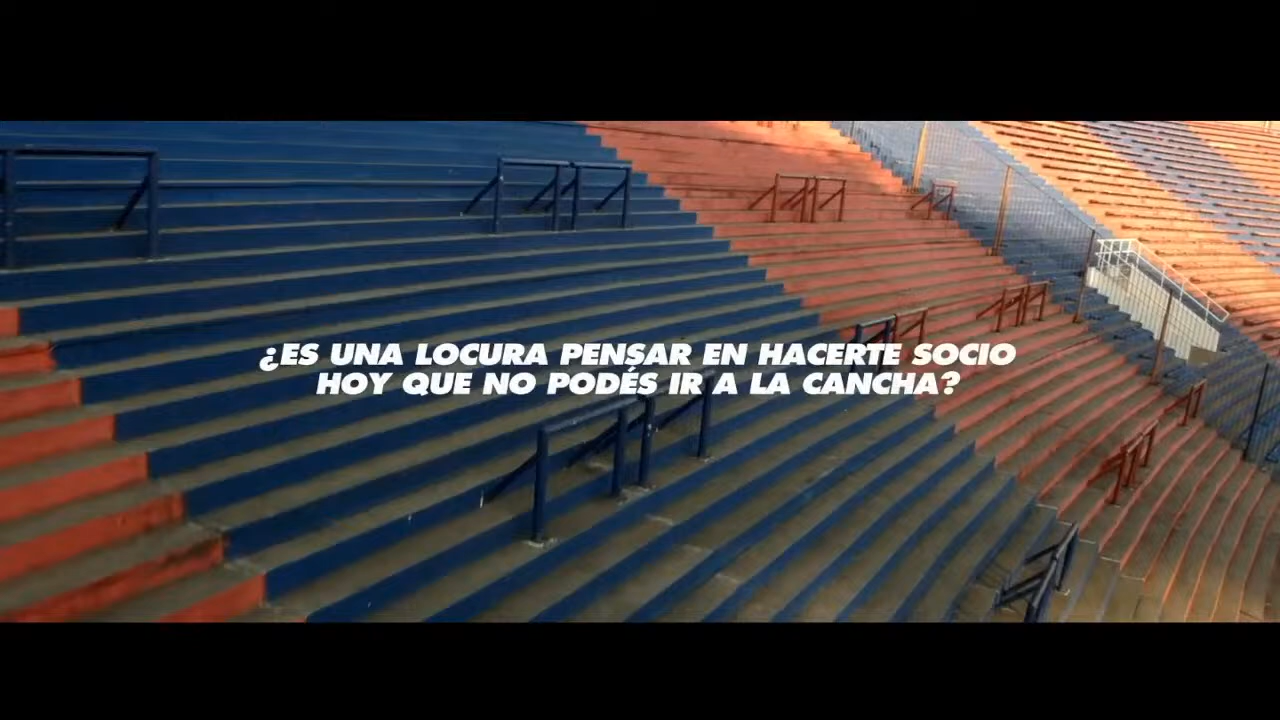 ¿ES UNA LOCURA PENSAR EN HACERTE SOCIO
HOY QUE NO PODÉS IR A LA CANCHA?